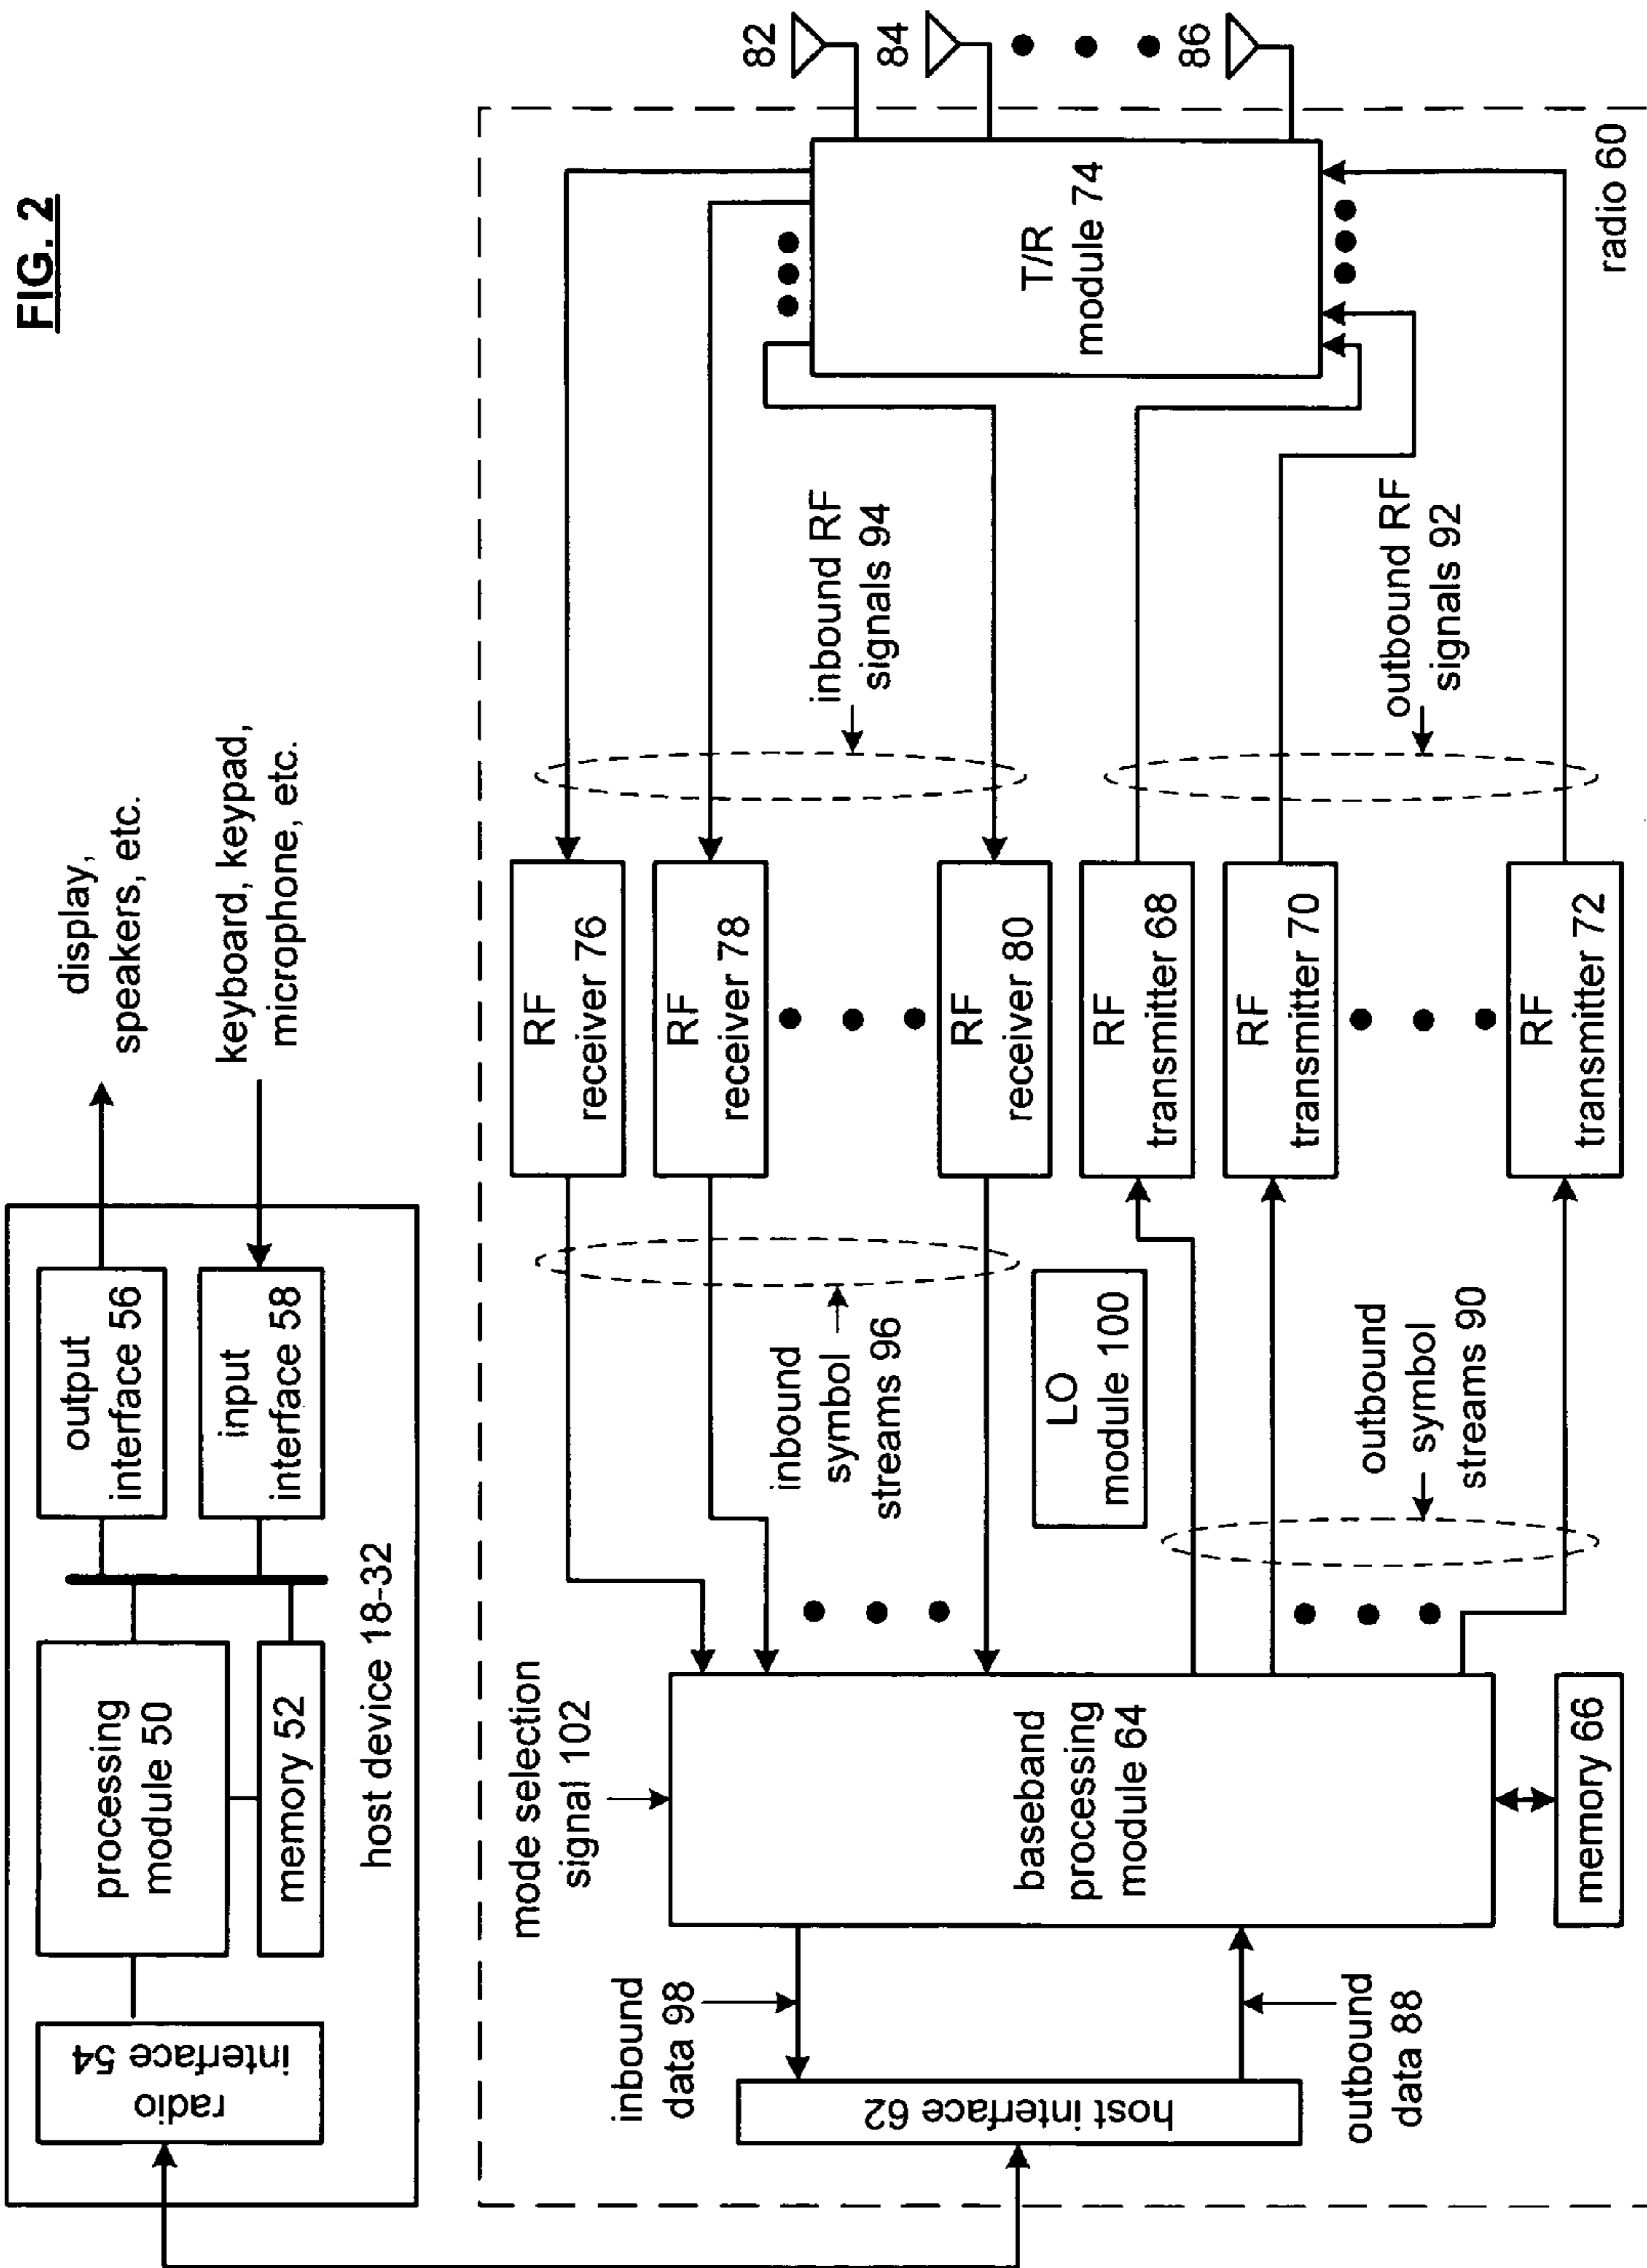 FIG. 2
radio
interface 54
processing
module 50
memory 52
output
interface 56
input
interface 58
host device 18-32
display,
speakers, etc.
keyboard, keypad,
microphone, etc.
mode selection
signal 102
inbound
data 98
host interface 62
outbound
data 88
baseband
processing
module 64
memory 66
inbound
symbol
streams 96
LO
module 100
outbound
symbol
streams 90
RF
receiver 76
RF
receiver 78
RF
receiver 80
RF
transmitter 68
RF
transmitter 70
RF
transmitter 72
inbound RF
signals 94
outbound RF
signals 92
T/R
module 74
82
84
86
radio 60